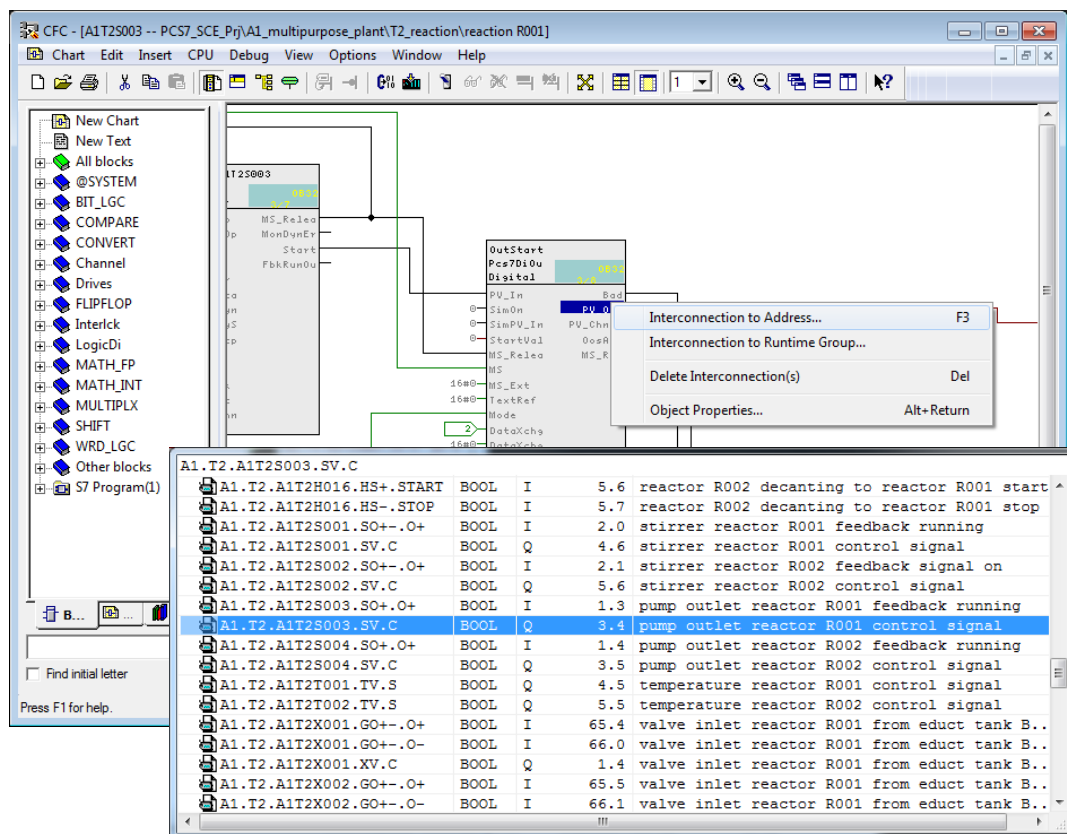 CFC - [A1T2S003 -- PCS7_SCE_Prj\A1_multipurpose_plant\T2_reaction\reaction R001]
Chart Edit Insert CPU Debug View Options Window Help
1
New Chart
New Text
All blocks
@SYSTEM
BIT_LGC
COMPARE
CONVERT
Channel
Drives
FLIPFLOP
Interlck
LogicDi
MATH_FP
MATH_INT
MULTIPLX
SHIFT
WRD_LGC
Other blocks
S7 Program(1)
B... ...
Find initial letter
Press F1 for help.
1T2S003
OB32
3/7
MS_Relea
MonDynEr
Start
FbkRunOu
OutStart
Pcs7DiOu
Digital
OB32
PV_In Bad
0 SimOn PV_O
0 SimPV_In PV_Chn
0 StartVal OosA
MS_Relea MS_R
MS
16#0 MS_Ext
16#0 TextRef
Mode
2 DataXchg
16#0 DataXchg
Interconnection to Address... F3
Interconnection to Runtime Group...
Delete Interconnection(s) Del
Object Properties... Alt+Return
A1.T2.A1T2S003.SV.C
A1.T2.A1T2H016.HS+.START BOOL I 5.6 reactor R002 decanting to reactor R001 start
A1.T2.A1T2H016.HS-.STOP BOOL I 5.7 reactor R002 decanting to reactor R001 stop
A1.T2.A1T2S001.SO+-.O+ BOOL I 2.0 stirrer reactor R001 feedback running
A1.T2.A1T2S001.SV.C BOOL Q 4.6 stirrer reactor R001 control signal
A1.T2.A1T2S002.SO+-.O+ BOOL I 2.1 stirrer reactor R002 feedback signal on
A1.T2.A1T2S002.SV.C BOOL Q 5.6 stirrer reactor R002 control signal
A1.T2.A1T2S003.SO+.O+ BOOL I 1.3 pump outlet reactor R001 feedback running
A1.T2.A1T2S003.SV.C BOOL Q 3.4 pump outlet reactor R001 control signal
A1.T2.A1T2S004.SO+.O+ BOOL I 1.4 pump outlet reactor R002 feedback running
A1.T2.A1T2S004.SV.C BOOL Q 3.5 pump outlet reactor R002 control signal
A1.T2.A1T2T001.TV.S BOOL Q 4.5 temperature reactor R001 control signal
A1.T2.A1T2T002.TV.S BOOL Q 5.5 temperature reactor R002 control signal
A1.T2.A1T2X001.GO+-.O+ BOOL I 65.4 valve inlet reactor R001 from educt tank B..
A1.T2.A1T2X001.GO+-.O- BOOL I 66.0 valve inlet reactor R001 from educt tank B..
A1.T2.A1T2X001.XV.C BOOL Q 1.4 valve inlet reactor R001 from educt tank B..
A1.T2.A1T2X002.GO+-.O+ BOOL I 65.5 valve inlet reactor R001 from educt tank B..
A1.T2.A1T2X002.GO+-.O- BOOL I 66.1 valve inlet reactor R001 from educt tank B..